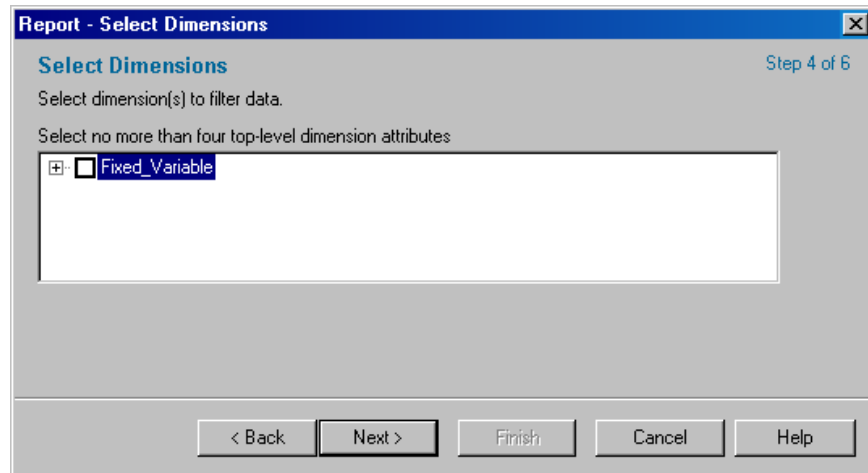 Report - Select Dimensions
Select Dimensions
Step 4 of 6
Select dimension(s) to filter data.
Select no more than four top-level dimension attributes
Fixed_Variable
< Back
Next >
Finish
Cancel
Help